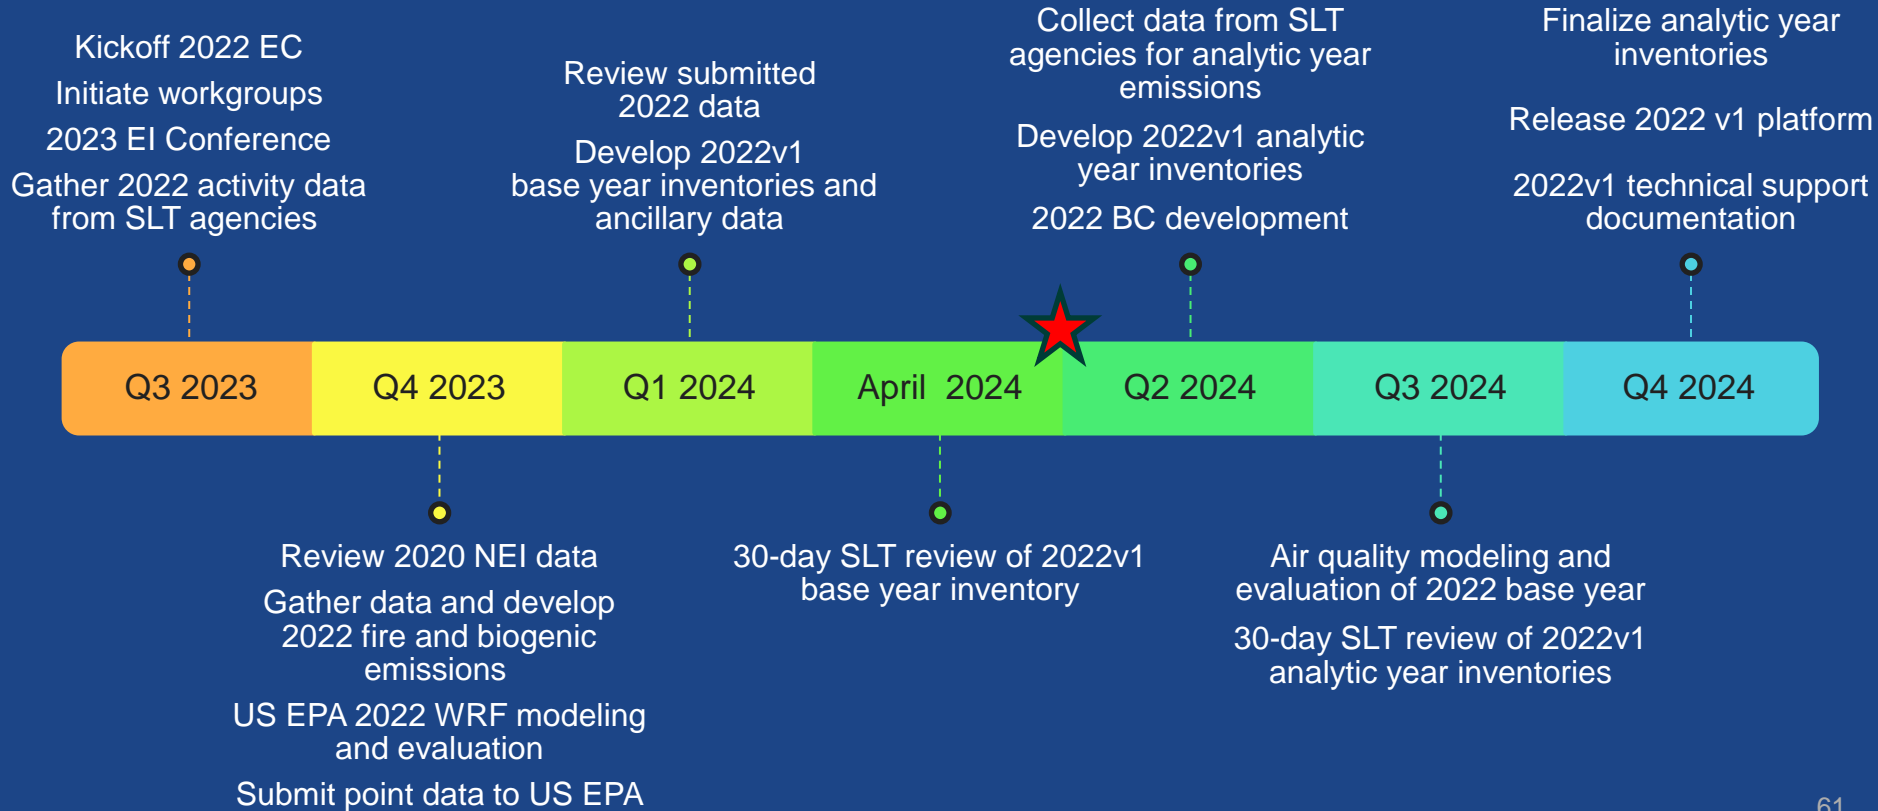 Kickoff 2022 EC
Initiate workgroups
2023 EI Conference
Gather 2022 activity data
from SLT agencies
Review submitted
2022 data
Develop 2022v1
base year inventories and
ancillary data
Collect data from SLT
agencies for analytic year
emissions
Develop 2022v1 analytic
year inventories
2022 BC development
Finalize analytic year
inventories
Release 2022 v1 platform
2022v1 technical support
documentation
Q3 2023
Q4 2023
Q1 2024
April 2024
Q2 2024
Q3 2024
Q4 2024
Review 2020 NEI data
Gather data and develop
2022 fire and biogenic
emissions
US EPA 2022 WRF modeling
and evaluation
Submit point data to US EPA
30-day SLT review of 2022v1
base year inventory
Air quality modeling and
evaluation of 2022 base year
30-day SLT review of 2022v1
analytic year inventories
61